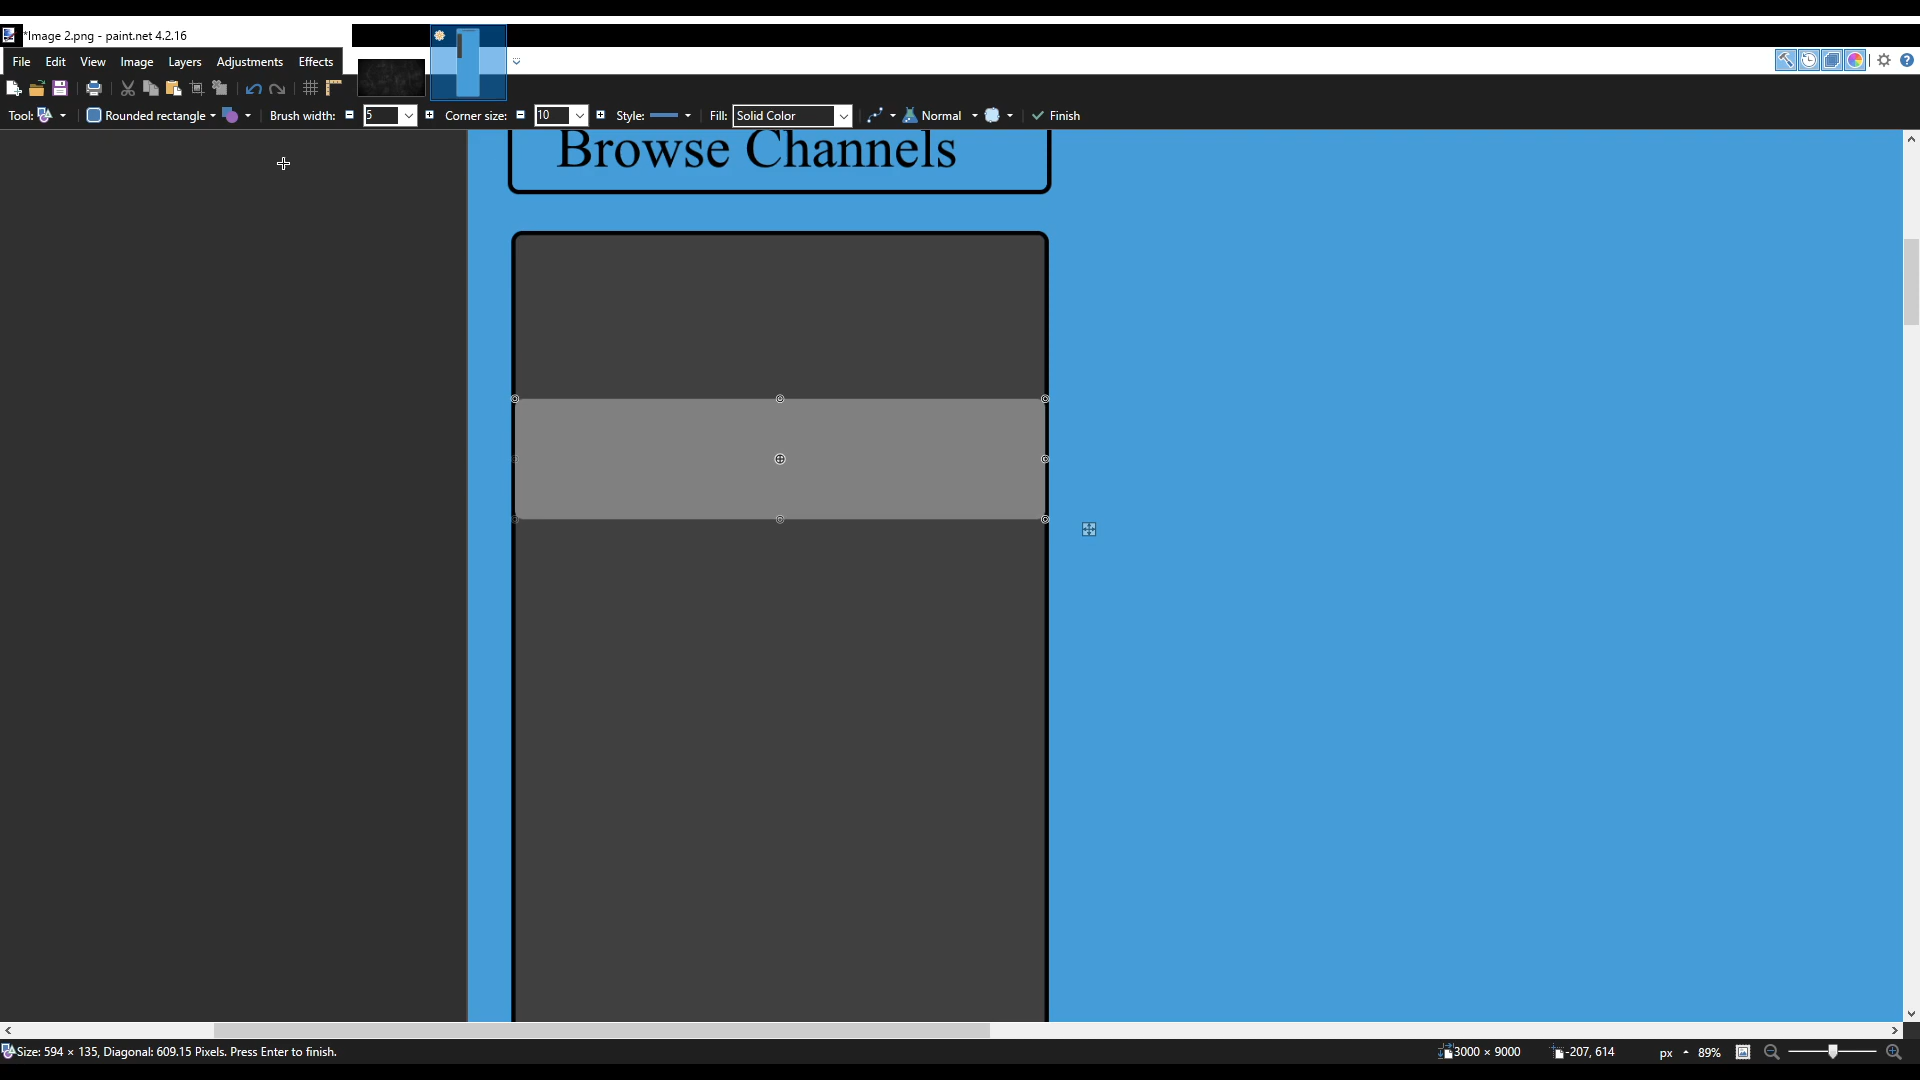 *Image 2.png - paint.net 4.2.16
File Edit View Image Layers Adjustments Effects
Tool: Rounded rectangle Brush width: 5 Corner size: 10 Style: Fill: Solid Color Normal Finish
Browse Channels
Size: 594 × 135, Diagonal: 609.15 Pixels. Press Enter to finish. 3000 × 9000 -207, 614 px 89%